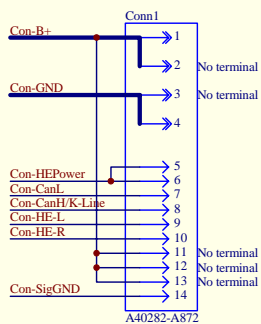 Conn1
Con-B+
1
2 No terminal
Con-GND
3 No terminal
4
5
Con-HEPower
6
Con-CanL
7
Con-CanH/K-Line
8
Con-HE-L
9
Con-HE-R
10
11 No terminal
12 No terminal
13 No terminal
Con-SigGND
14
A40282-A872